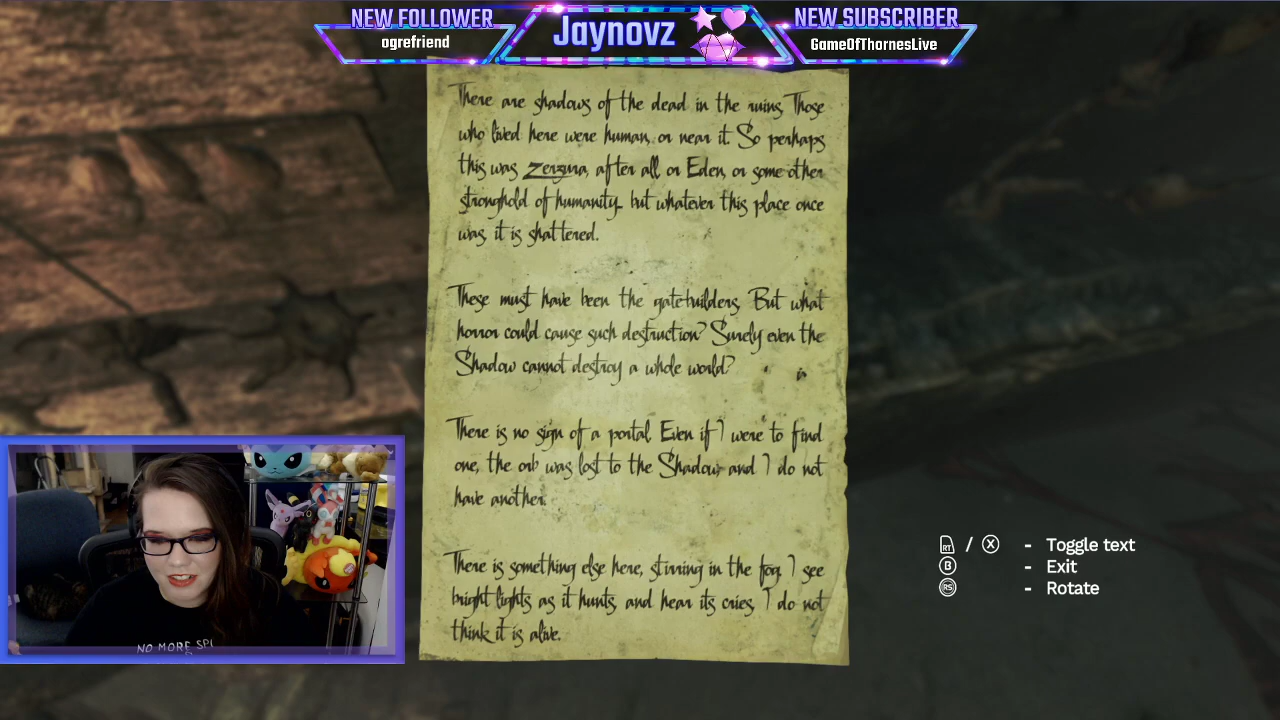 NEW FOLLOWER
ogrefriend
Jaynovz
NEW SUBSCRIBER
GameOfThornesLive
There are shadows of the dead in the ruins. Those
who lived here were human, or near it. So perhaps
this was Zerzura, after all, or Eden, or some other
stronghold of humanity... but whatever this place once
was, it is shattered.
These must have been the gatebuilders. But what
horror could cause such destruction? Surely even the
Shadow cannot destroy a whole world?
There is no sign of a portal. Even if I were to find
one, the orb was lost to the Shadow, and I do not
have another.
There is something else here, stirring in the fog. I see
bright lights as it hunts, and hear its cries. I do not
think it is alive.
RT / X - Toggle text
B - Exit
RS - Rotate
NO MORE SPI